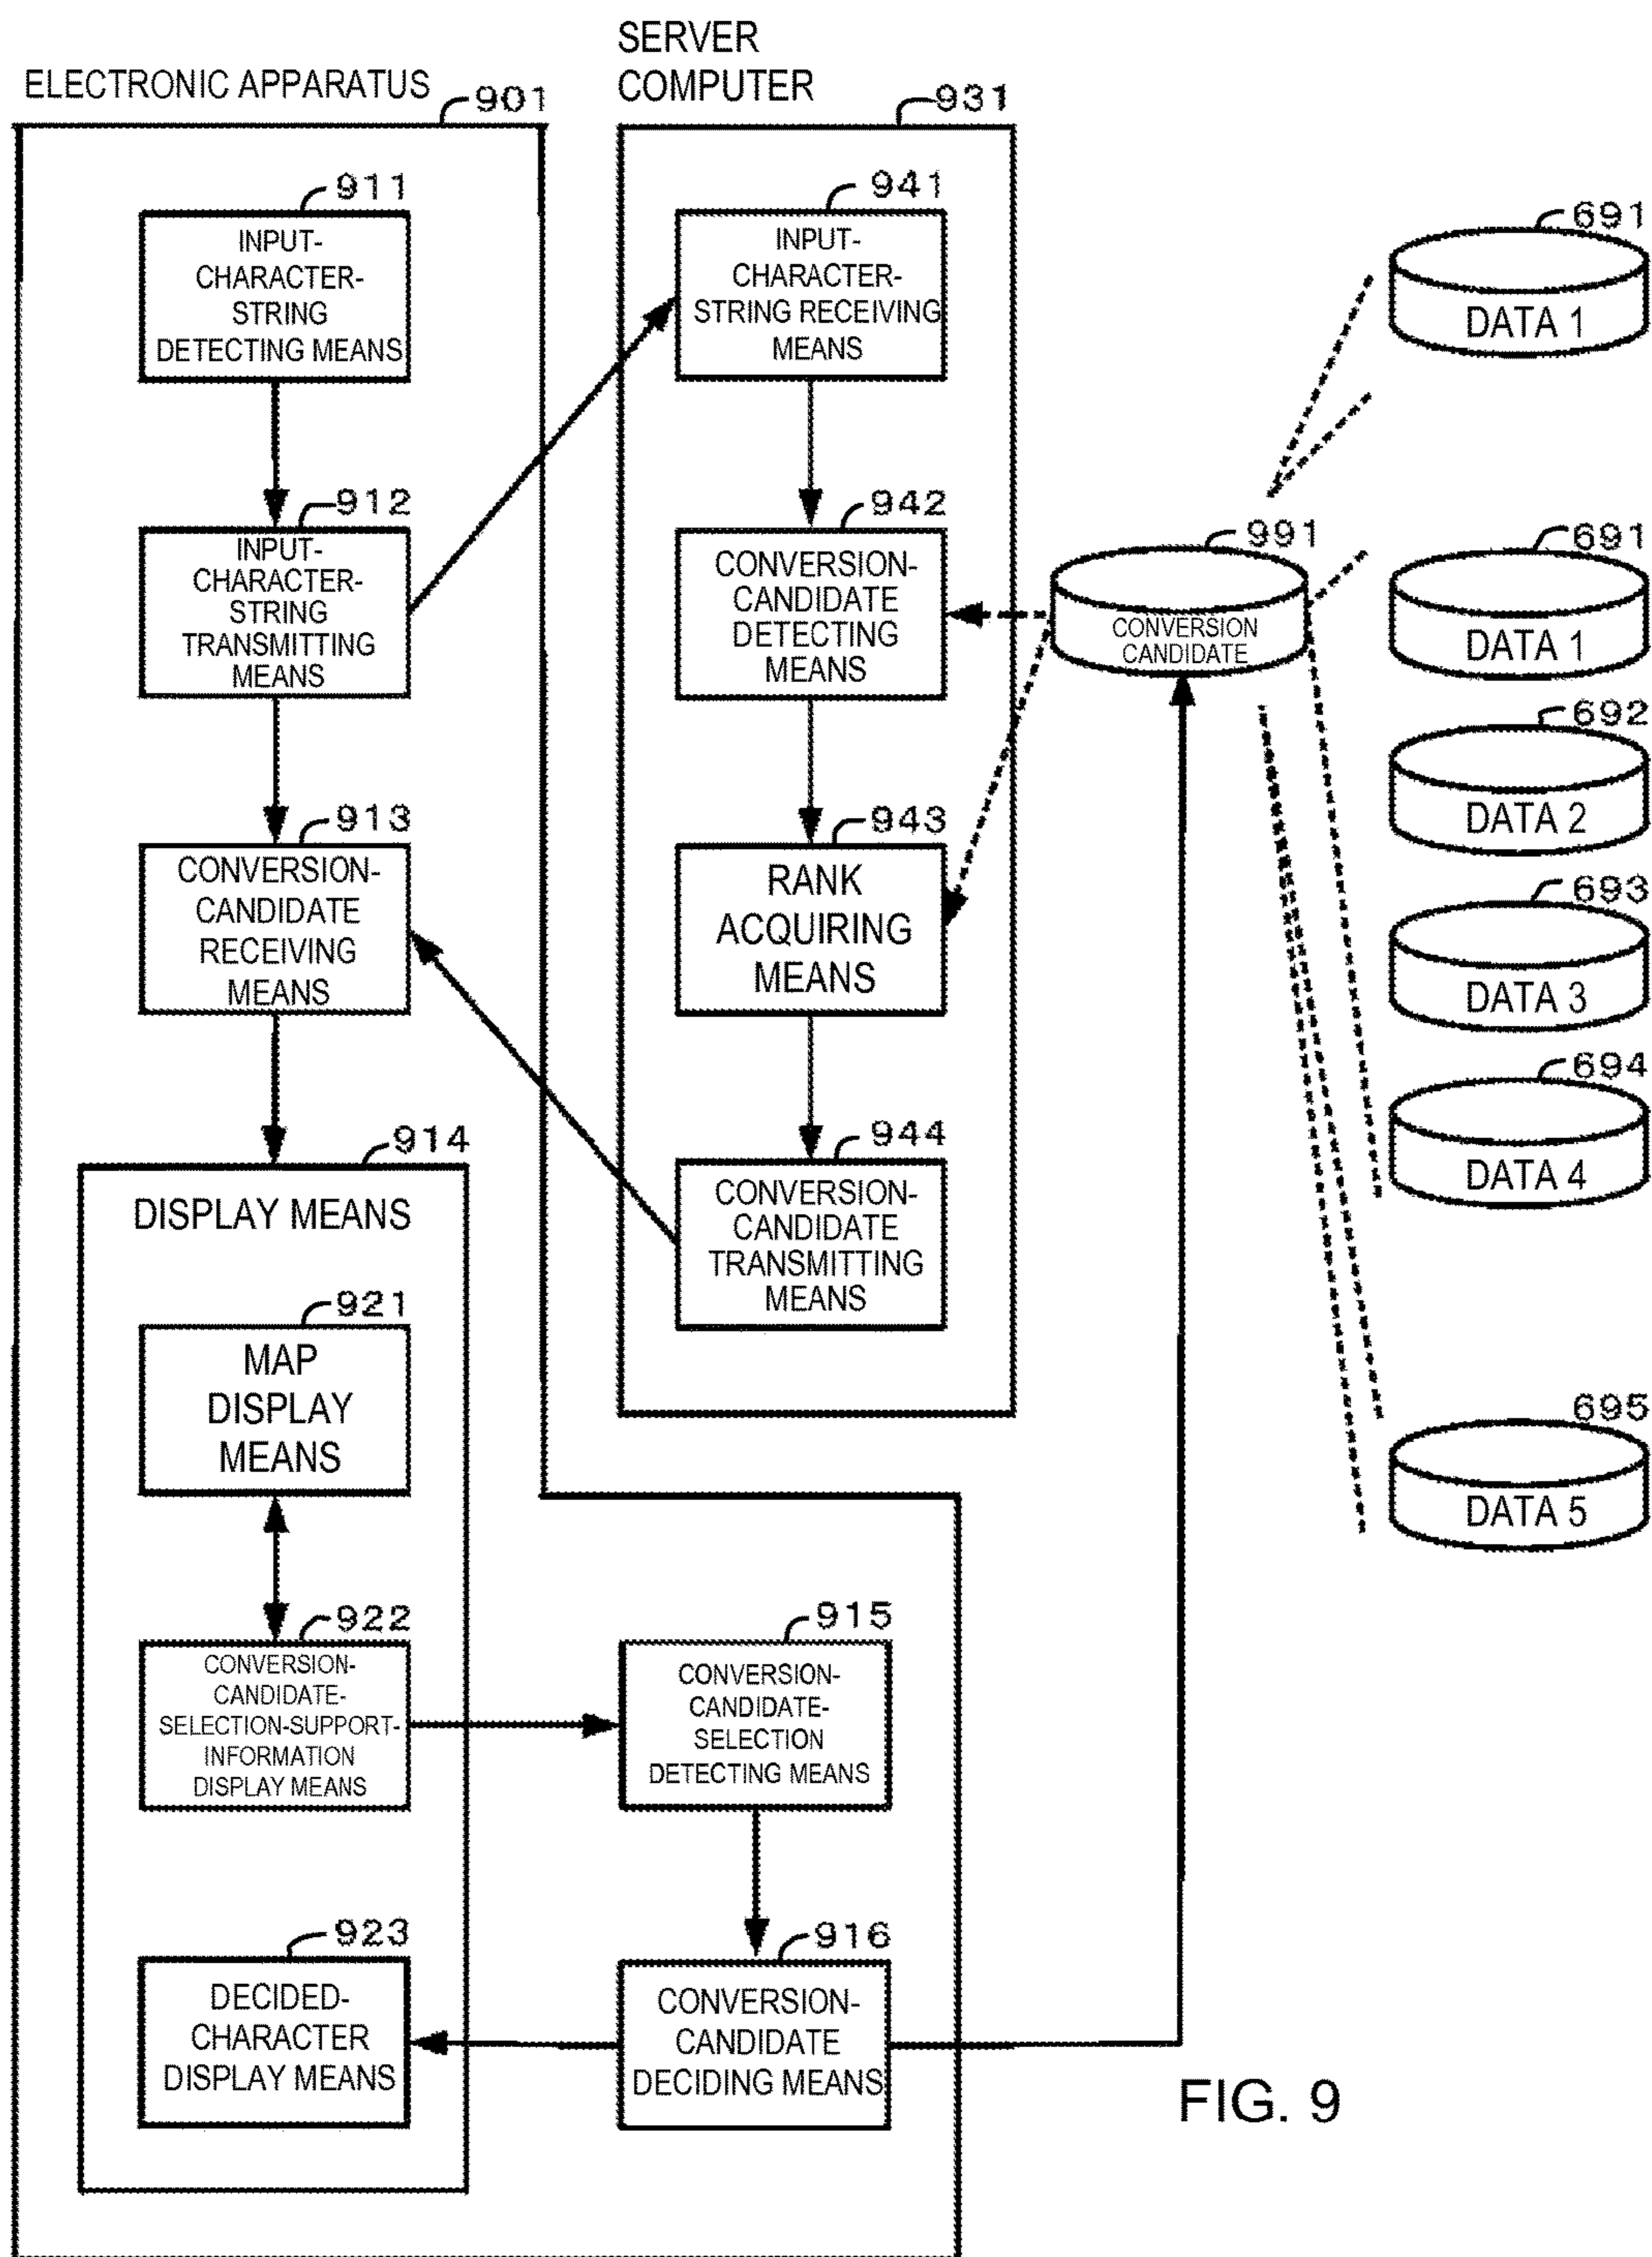 ELECTRONIC APPARATUS
901
911
INPUT-
CHARACTER-
STRING
DETECTING MEANS
912
INPUT-
CHARACTER-
STRING
TRANSMITTING
MEANS
913
CONVERSION-
CANDIDATE
RECEIVING
MEANS
914
DISPLAY MEANS
921
MAP
DISPLAY
MEANS
922
CONVERSION-
CANDIDATE-
SELECTION-SUPPORT-
INFORMATION
DISPLAY MEANS
923
DECIDED-
CHARACTER
DISPLAY MEANS
915
CONVERSION-
CANDIDATE-
SELECTION
DETECTING MEANS
916
CONVERSION-
CANDIDATE
DECIDING MEANS
SERVER
COMPUTER
931
941
INPUT-
CHARACTER-
STRING RECEIVING
MEANS
942
CONVERSION-
CANDIDATE
DETECTING
MEANS
943
RANK
ACQUIRING
MEANS
944
CONVERSION-
CANDIDATE
TRANSMITTING
MEANS
991
CONVERSION
CANDIDATE
691
DATA 1
691
DATA 1
692
DATA 2
693
DATA 3
694
DATA 4
695
DATA 5
FIG. 9